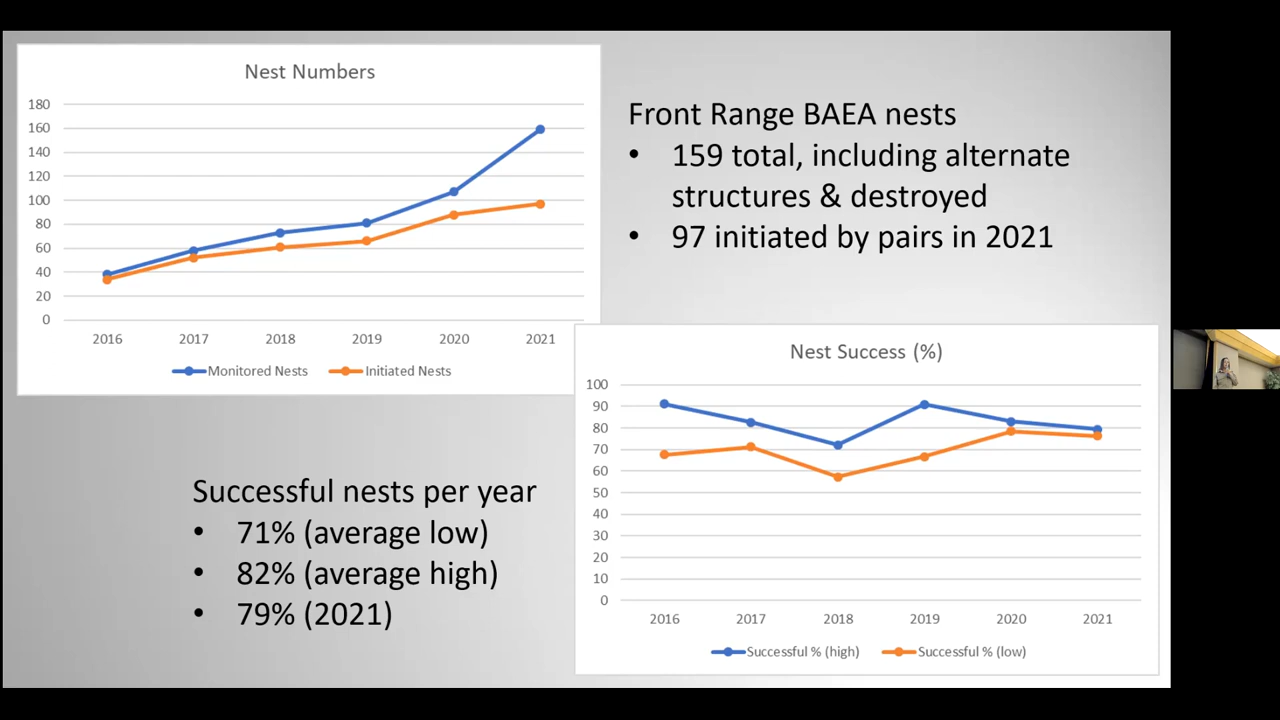 Nest Numbers
180
160
140
120
100
80
60
40
20
0
2016 2017 2018 2019 2020 2021
Monitored Nests Initiated Nests
Front Range BAEA nests
• 159 total, including alternate
structures & destroyed
• 97 initiated by pairs in 2021
Successful nests per year
• 71% (average low)
• 82% (average high)
• 79% (2021)
Nest Success (%)
100
90
80
70
60
50
40
30
20
10
0
2016 2017 2018 2019 2020 2021
Successful % (high) Successful % (low)